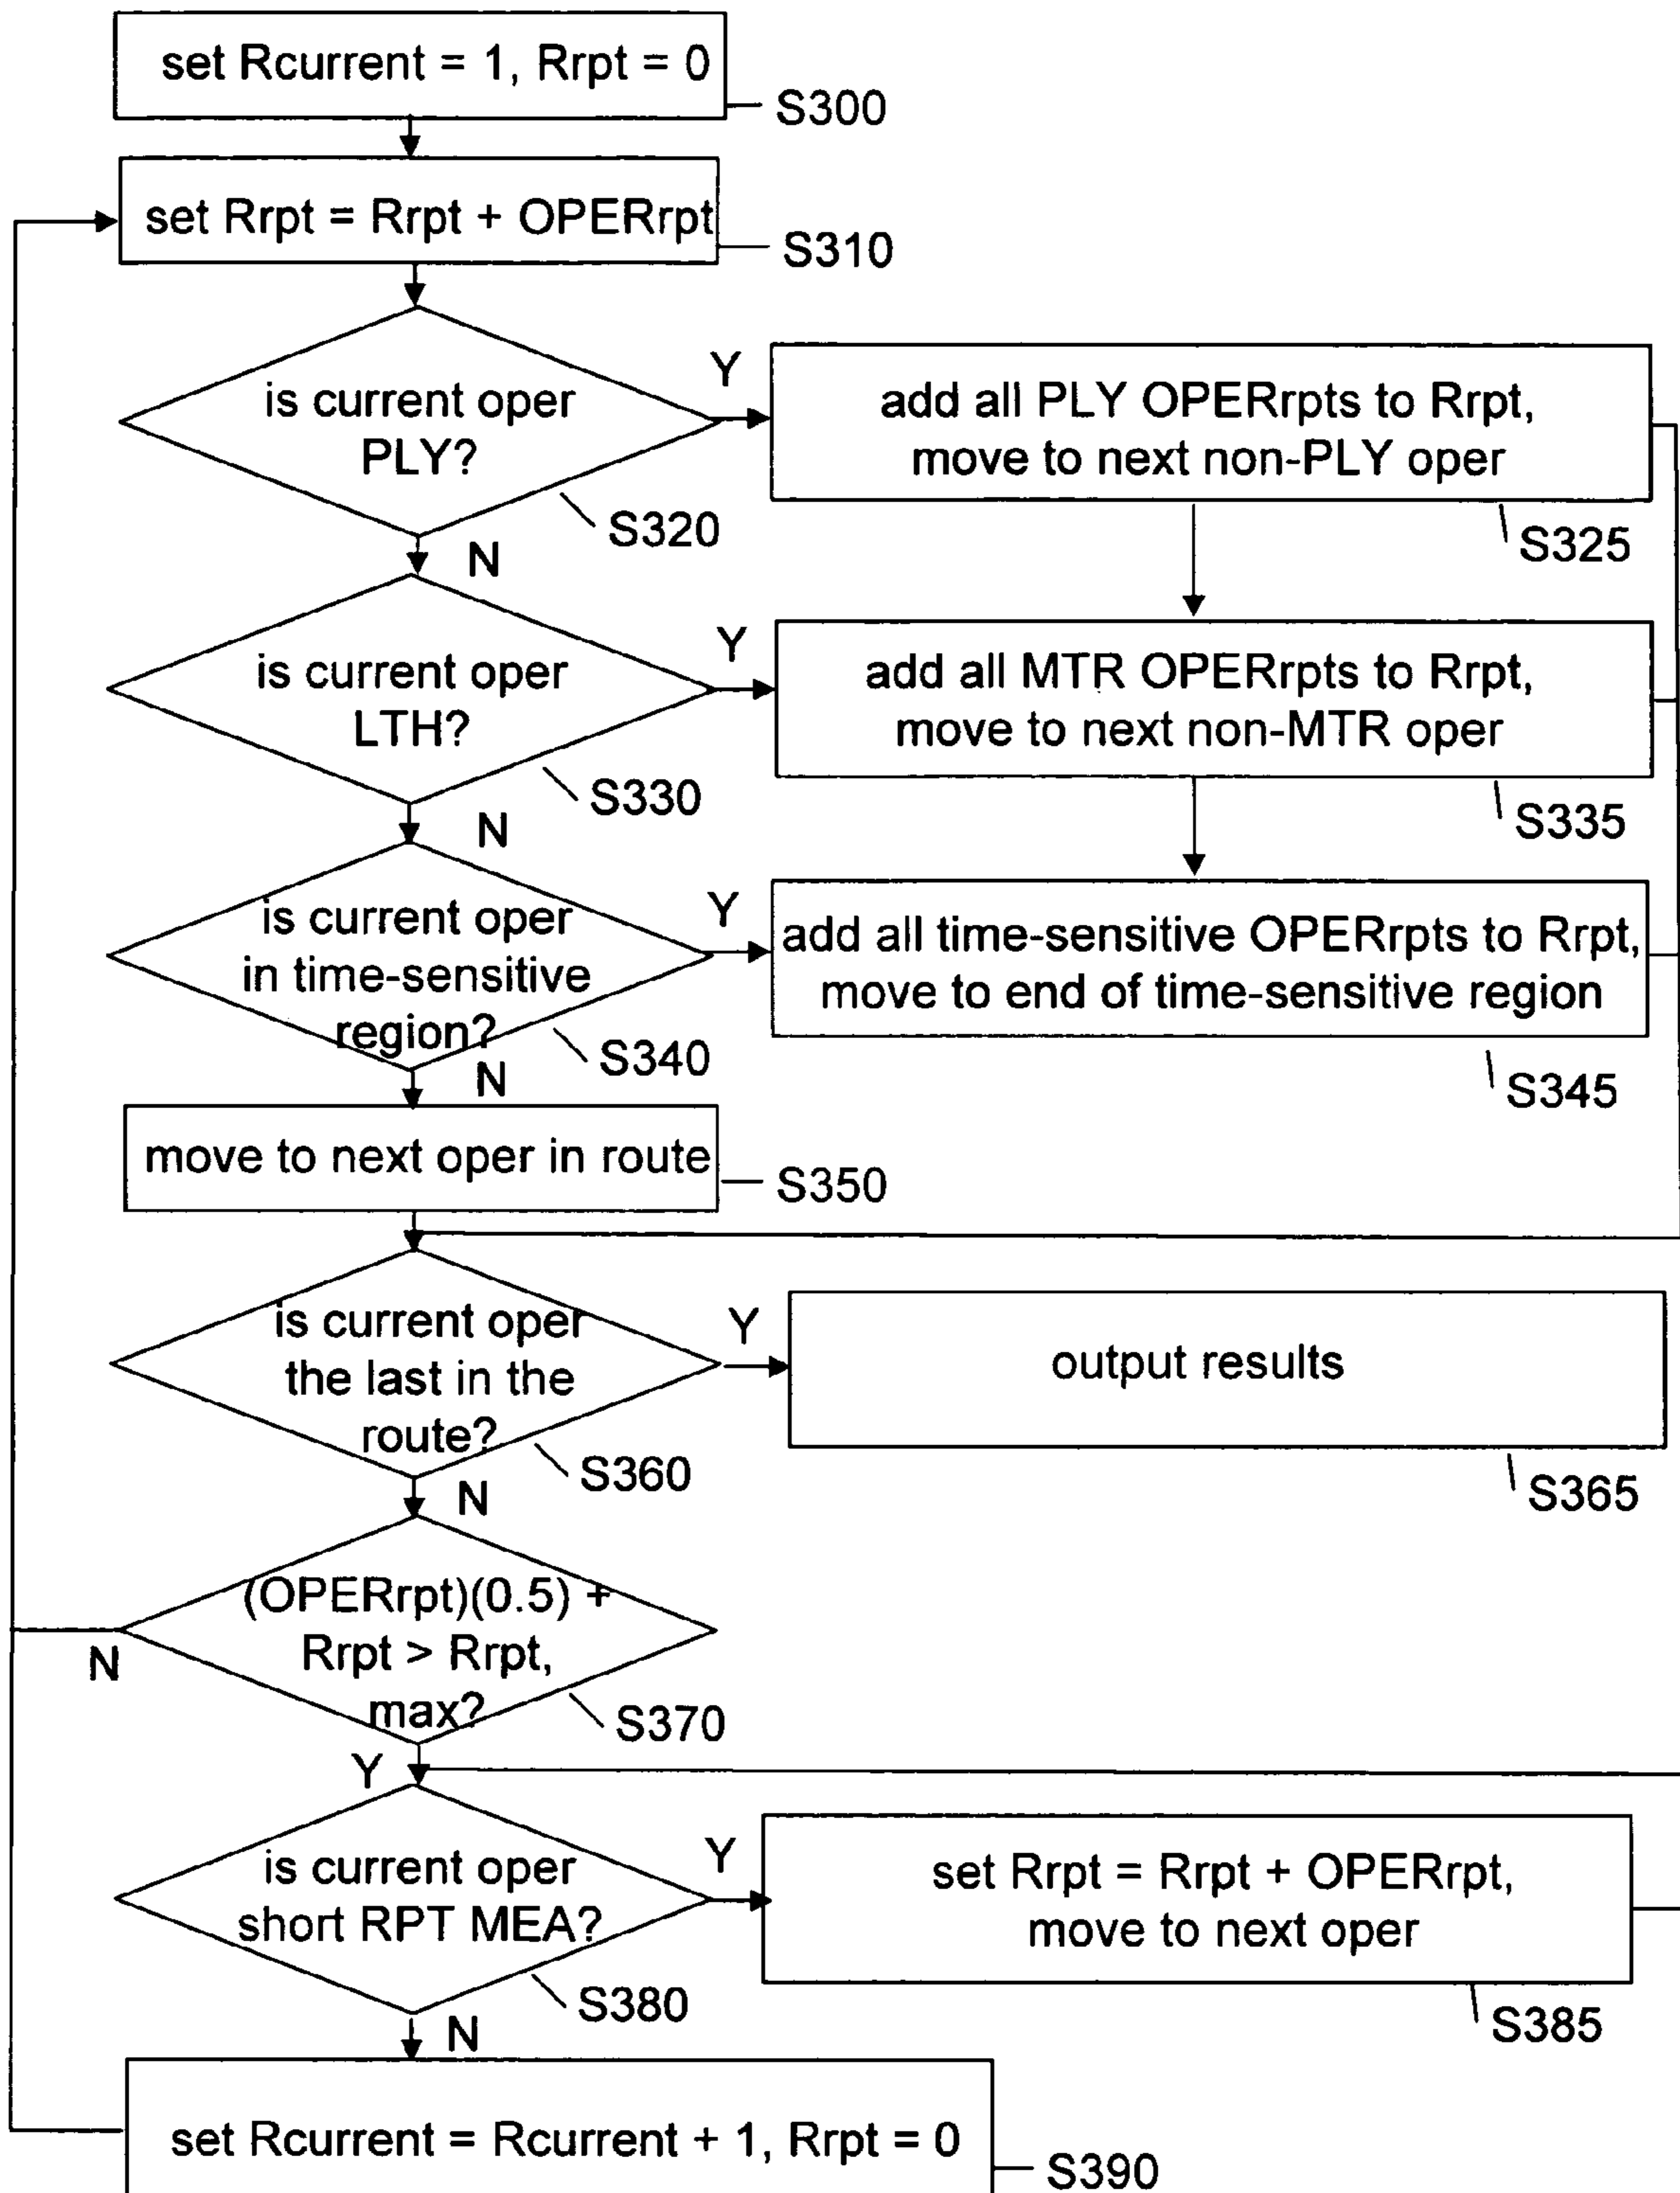 set Rcurrent = 1, Rrpt = 0
S300
set Rrpt = Rrpt + OPERrpt
S310
is current oper
PLY?
S320
Y
N
add all PLY OPERrpts to Rrpt,
move to next non-PLY oper
S325
is current oper
LTH?
S330
Y
N
add all MTR OPERrpts to Rrpt,
move to next non-MTR oper
S335
is current oper
in time-sensitive
region?
S340
Y
N
add all time-sensitive OPERrpts to Rrpt,
move to end of time-sensitive region
S345
move to next oper in route
S350
is current oper
the last in the
route?
S360
Y
N
output results
S365
(OPERrpt)(0.5) +
Rrpt > Rrpt,
max?
S370
N
Y
is current oper
short RPT MEA?
S380
Y
N
set Rrpt = Rrpt + OPERrpt,
move to next oper
S385
set Rcurrent = Rcurrent + 1, Rrpt = 0
S390